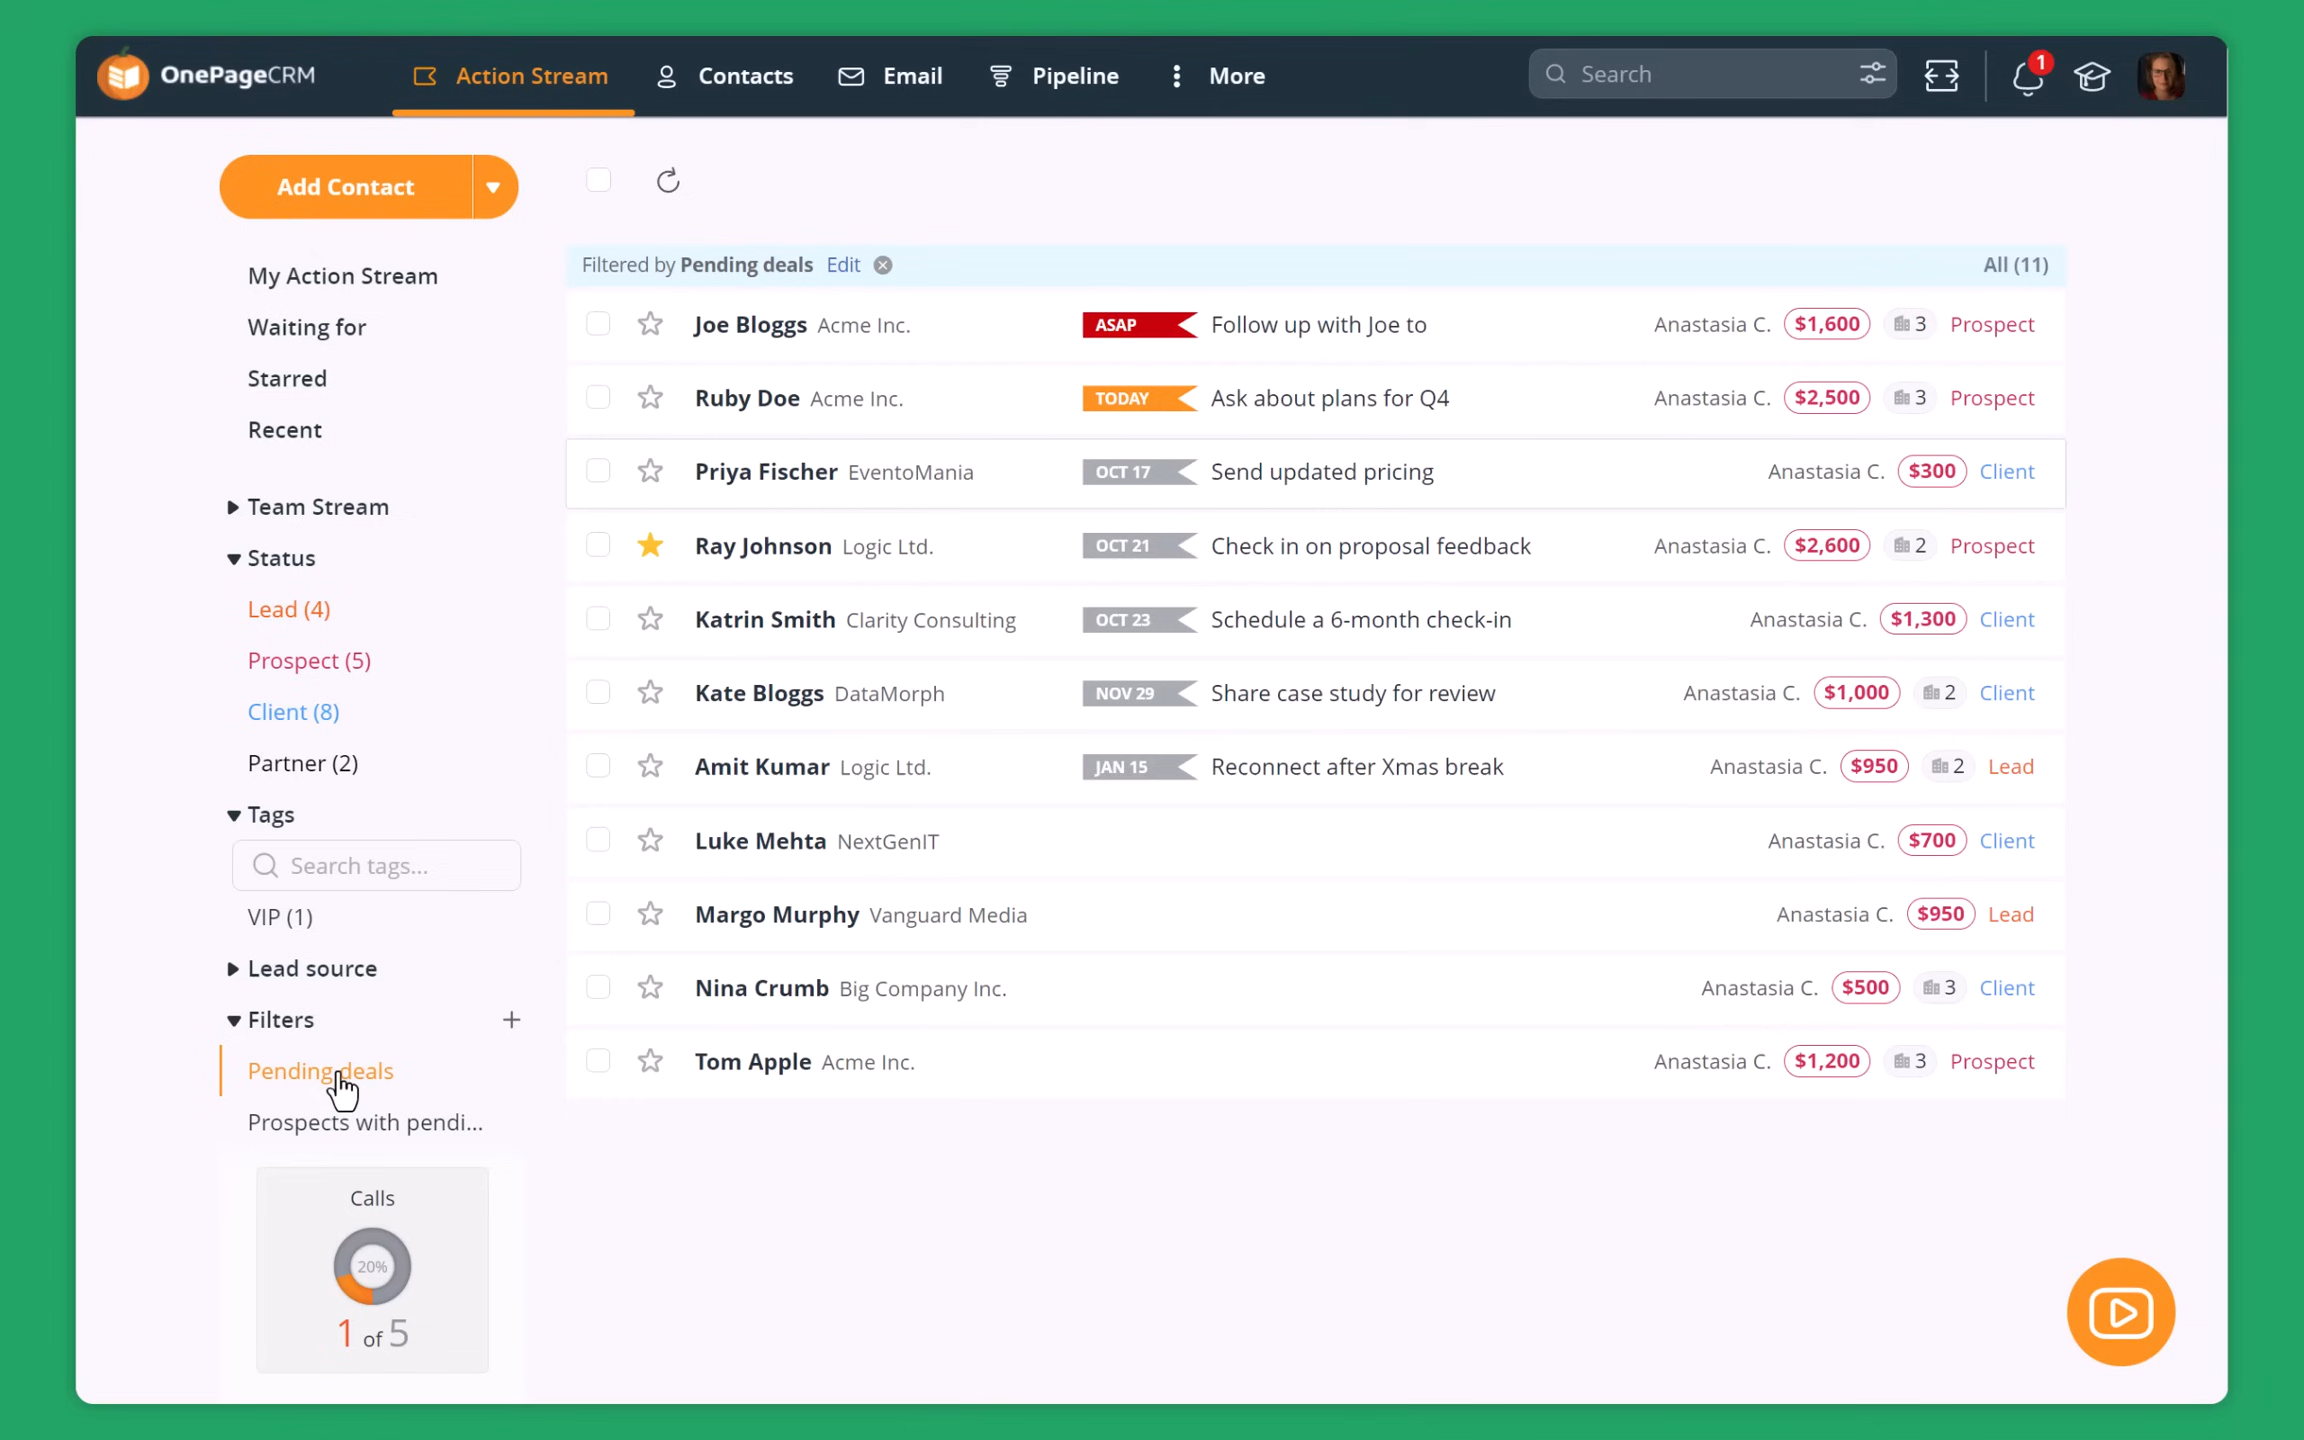 OnePageCRM
Action Stream
Contacts
Email
Pipeline
More
Search
1
Add Contact
My Action Stream
Waiting for
Starred
Recent
Team Stream
Status
Lead (4)
Prospect (5)
Client (8)
Partner (2)
Tags
Search tags...
VIP (1)
Lead source
Filters
Pending deals
Prospects with pendi...
Calls
20%
1 of 5
Filtered by Pending deals Edit All (11)
Joe Bloggs Acme Inc. ASAP Follow up with Joe to Anastasia C. $1,600 3 Prospect
Ruby Doe Acme Inc. TODAY Ask about plans for Q4 Anastasia C. $2,500 3 Prospect
Priya Fischer EventoMania OCT 17 Send updated pricing Anastasia C. $300 Client
Ray Johnson Logic Ltd. OCT 21 Check in on proposal feedback Anastasia C. $2,600 2 Prospect
Katrin Smith Clarity Consulting OCT 23 Schedule a 6-month check-in Anastasia C. $1,300 Client
Kate Bloggs DataMorph NOV 29 Share case study for review Anastasia C. $1,000 2 Client
Amit Kumar Logic Ltd. JAN 15 Reconnect after Xmas break Anastasia C. $950 2 Lead
Luke Mehta NextGenIT Anastasia C. $700 Client
Margo Murphy Vanguard Media Anastasia C. $950 Lead
Nina Crumb Big Company Inc. Anastasia C. $500 3 Client
Tom Apple Acme Inc. Anastasia C. $1,200 3 Prospect